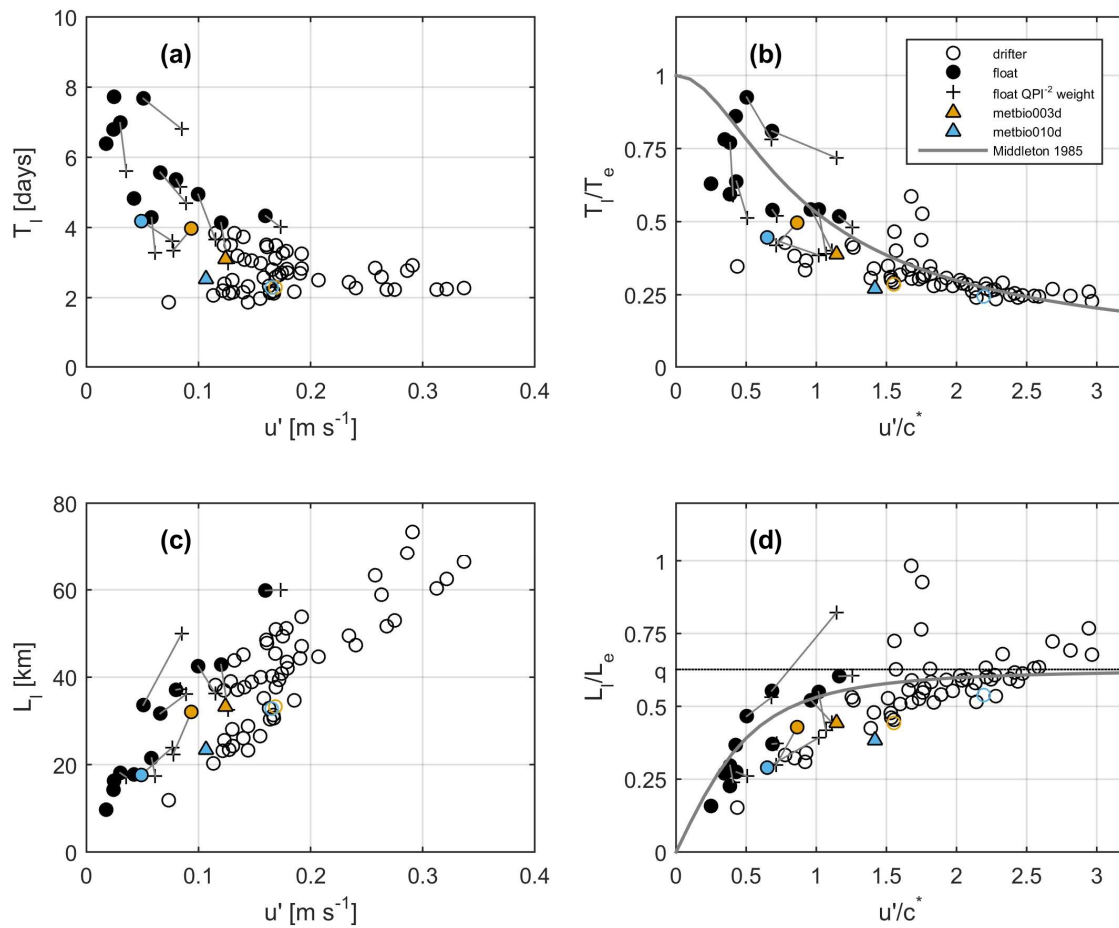 10
8
6
4
2
0
T_l [days]
(a)
0 0.1 0.2 0.3 0.4
u' [m s⁻¹]
1
0.75
0.5
0.25
0
T_l/T_e
(b)
drifter
float
float QPI⁻² weight
metbio003d
metbio010d
Middleton 1985
0 0.5 1 1.5 2 2.5 3
u'/c*
80
60
40
20
0
L_l [km]
(c)
0 0.1 0.2 0.3 0.4
u' [m s⁻¹]
1
0.75
q
0.5
0.25
0
L_l/L_e
(d)
0 0.5 1 1.5 2 2.5 3
u'/c*